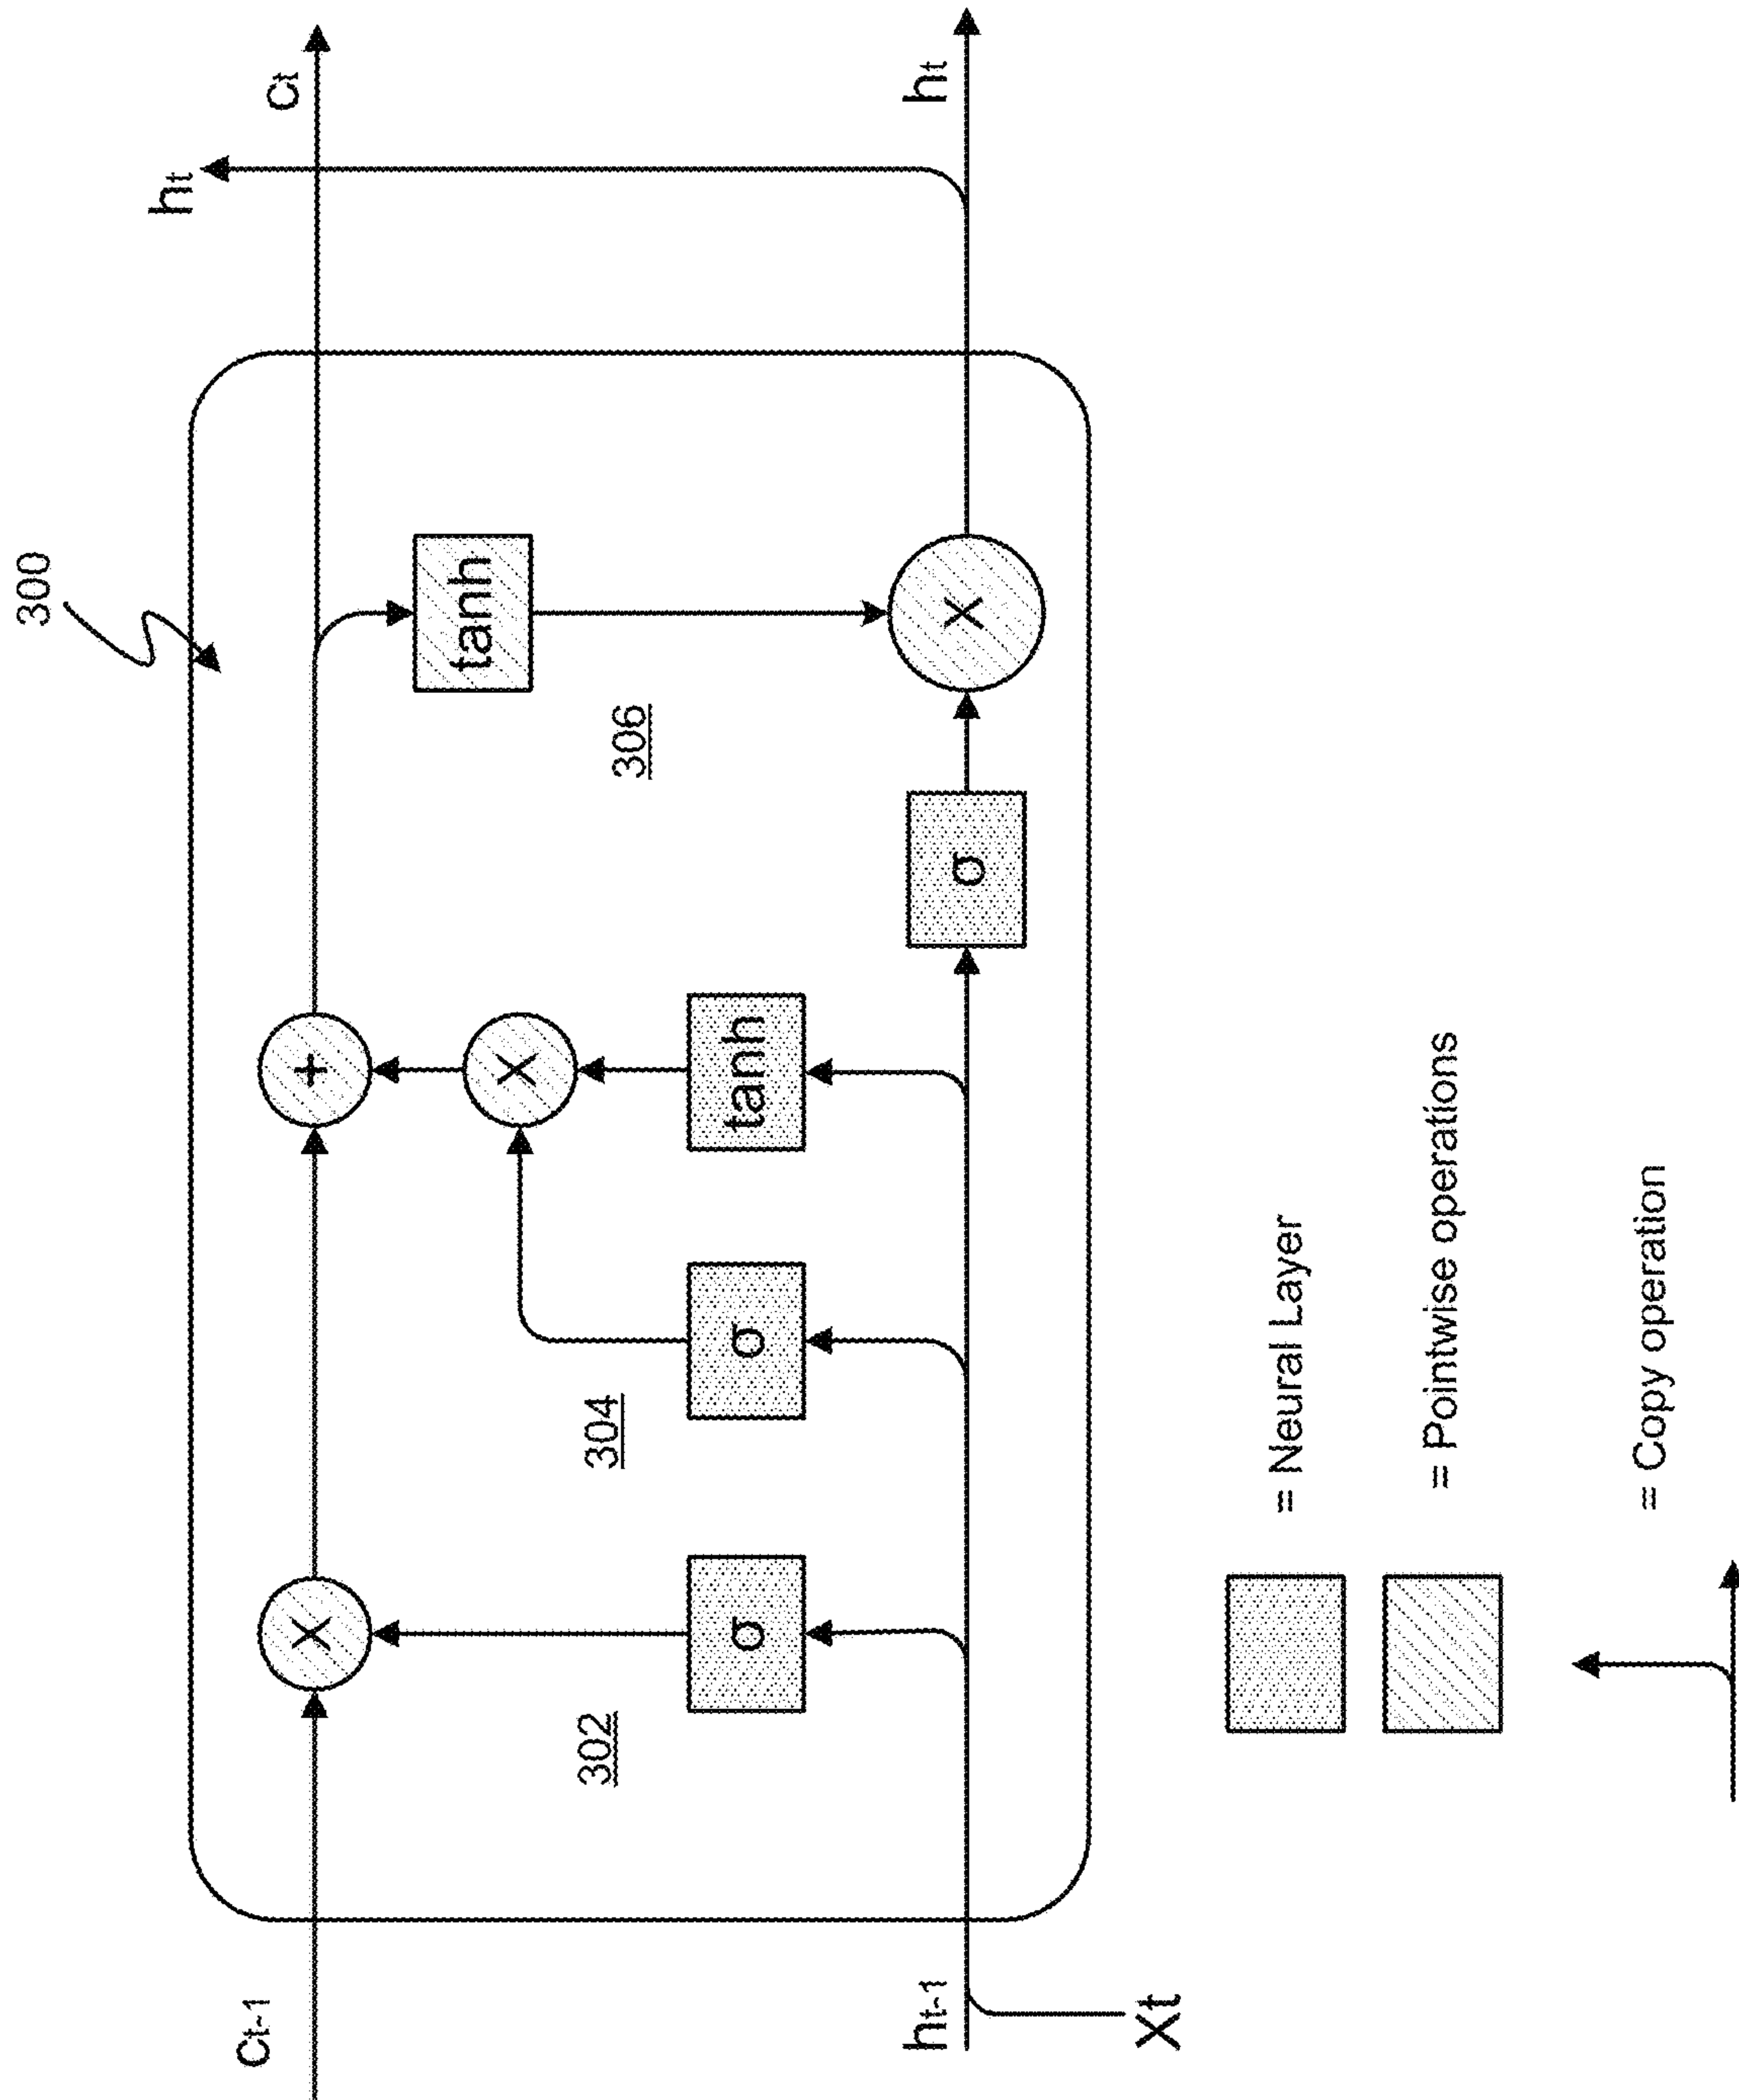 300
ht
ct
ct-1
X
+
X
tanh
302
304
306
σ
σ
tanh
σ
X
ht-1
ht
Xt
= Neural Layer
= Pointwise operations
= Copy operation